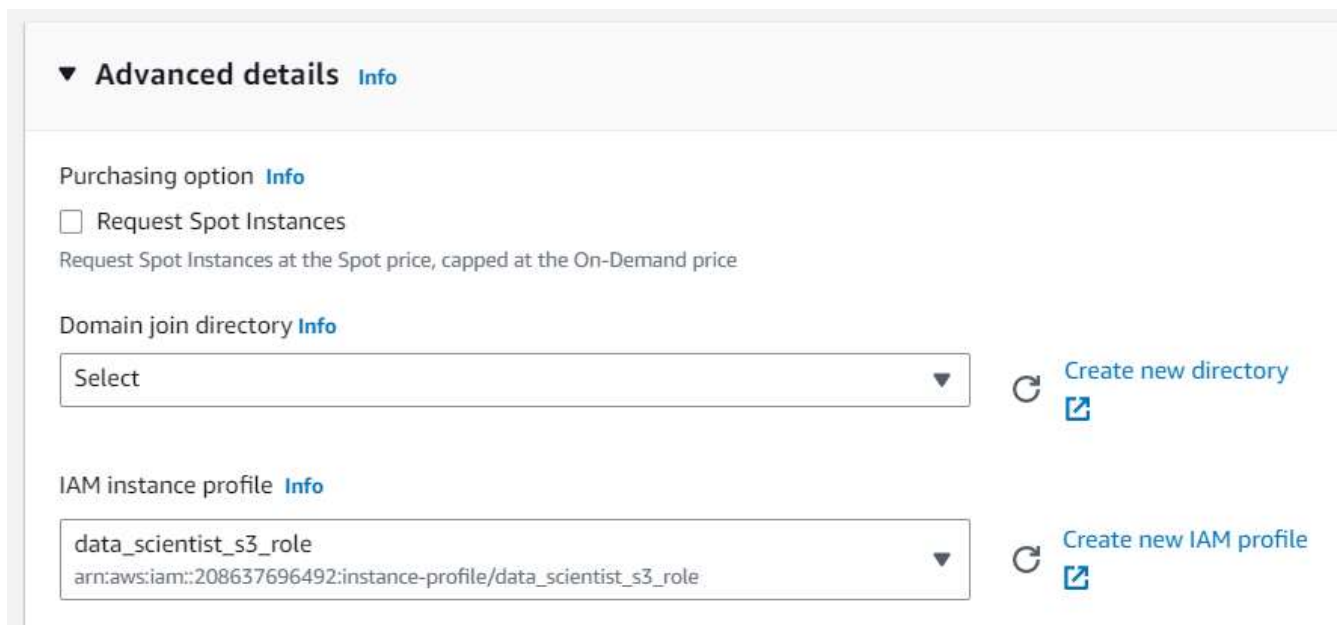 Advanced details Info
Purchasing option Info
Request Spot Instances
Request Spot Instances at the Spot price, capped at the On-Demand price
Domain join directory Info
Select
Create new directory
IAM instance profile Info
data_scientist_s3_role
arn:aws:iam::208637696492:instance-profile/data_scientist_s3_role
Create new IAM profile